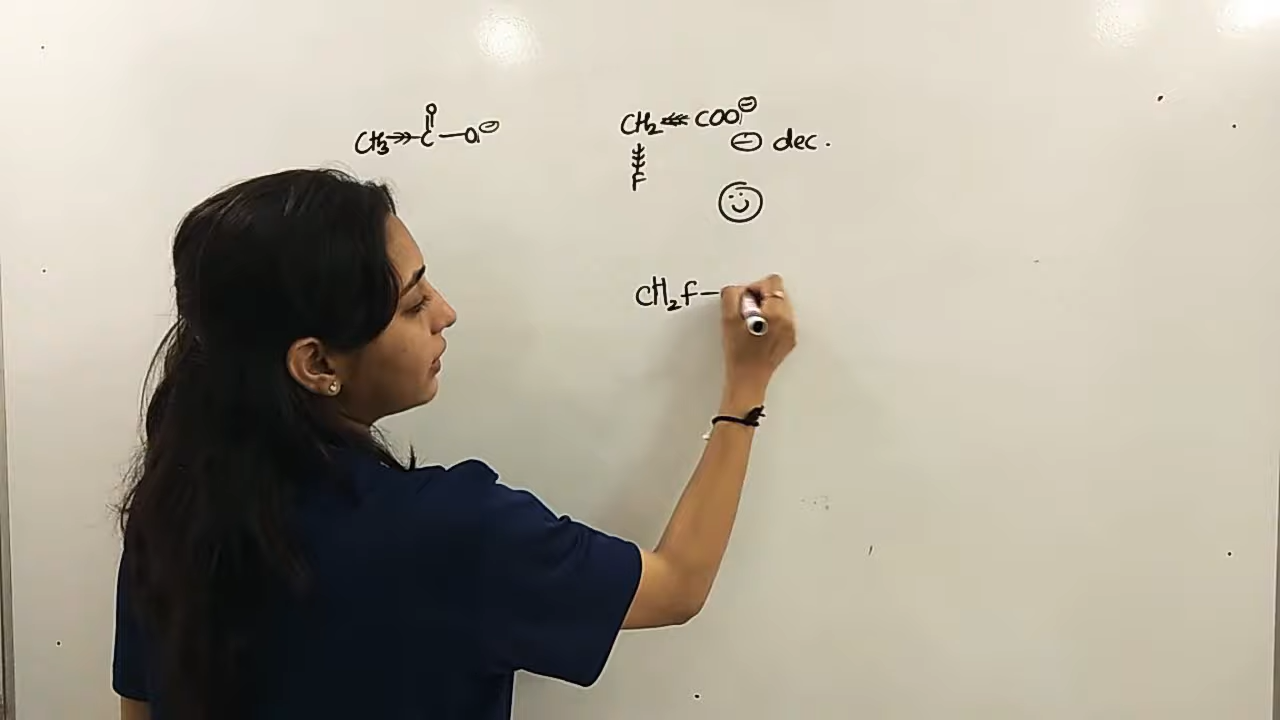 O
CH₃->>-C-O⊖
CH₂<<<-COO⊖
⊖ dec.
F
CH₂F-